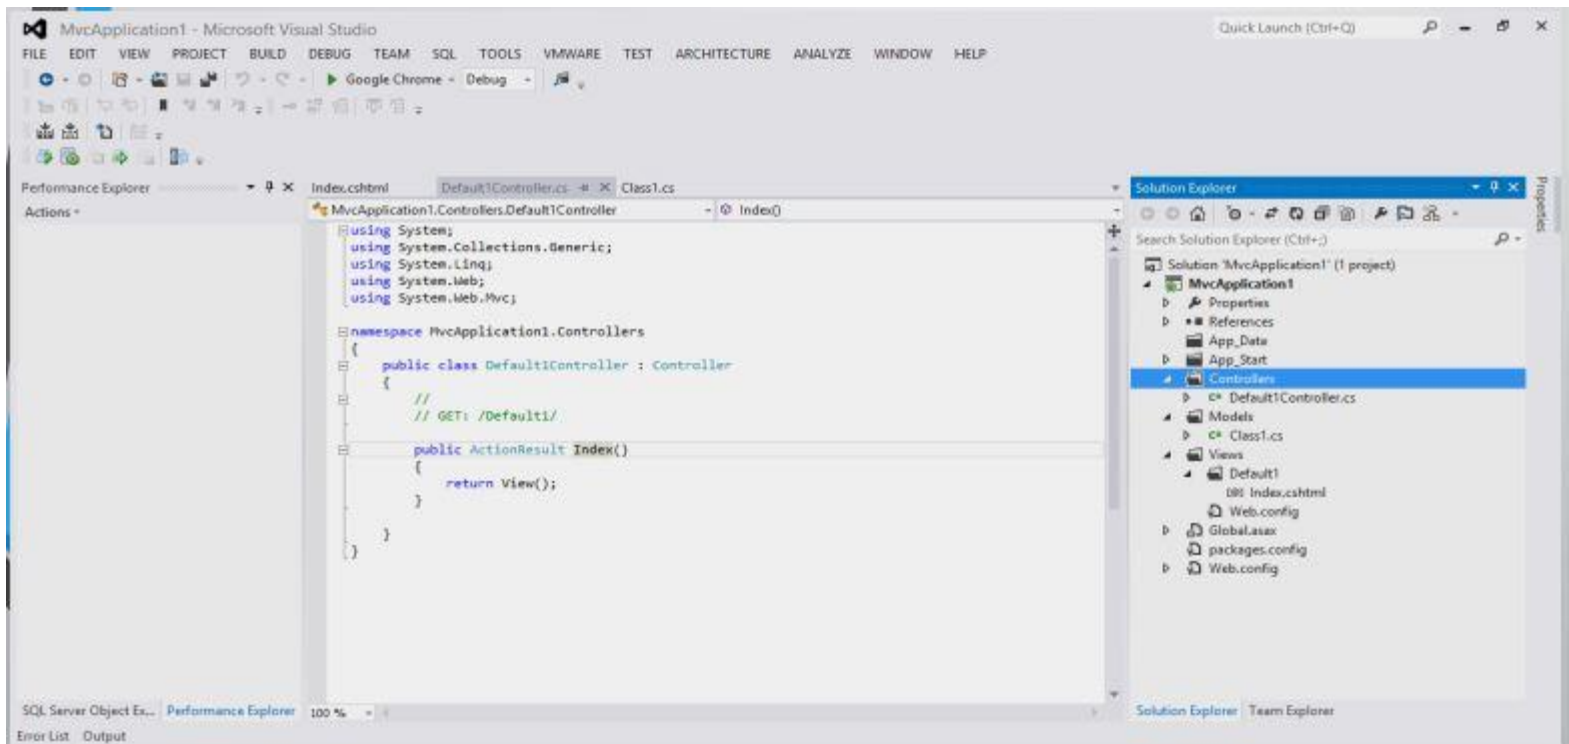 MvcApplication1 - Microsoft Visual Studio
Quick Launch (Ctrl+Q)
FILE EDIT VIEW PROJECT BUILD DEBUG TEAM SQL TOOLS VMWARE TEST ARCHITECTURE ANALYZE WINDOW HELP
Google Chrome Debug
Performance Explorer
Actions
Index.cshtml Default1Controller.cs Class1.cs
MvcApplication1.Controllers.Default1Controller Index()
using System;
using System.Collections.Generic;
using System.Linq;
using System.Web;
using System.Web.Mvc;
namespace MvcApplication1.Controllers
{
public class Default1Controller : Controller
{
//
// GET: /Default1/
public ActionResult Index()
{
return View();
}
}
}
100 %
SQL Server Object Ex... Performance Explorer
Error List Output
Solution Explorer
Search Solution Explorer (Ctrl+;)
Solution 'MvcApplication1' (1 project)
MvcApplication1
Properties
References
App_Data
App_Start
Controllers
C# Default1Controller.cs
Models
C# Class1.cs
Views
Default1
Index.cshtml
Web.config
Global.asax
packages.config
Web.config
Solution Explorer Team Explorer
Properties